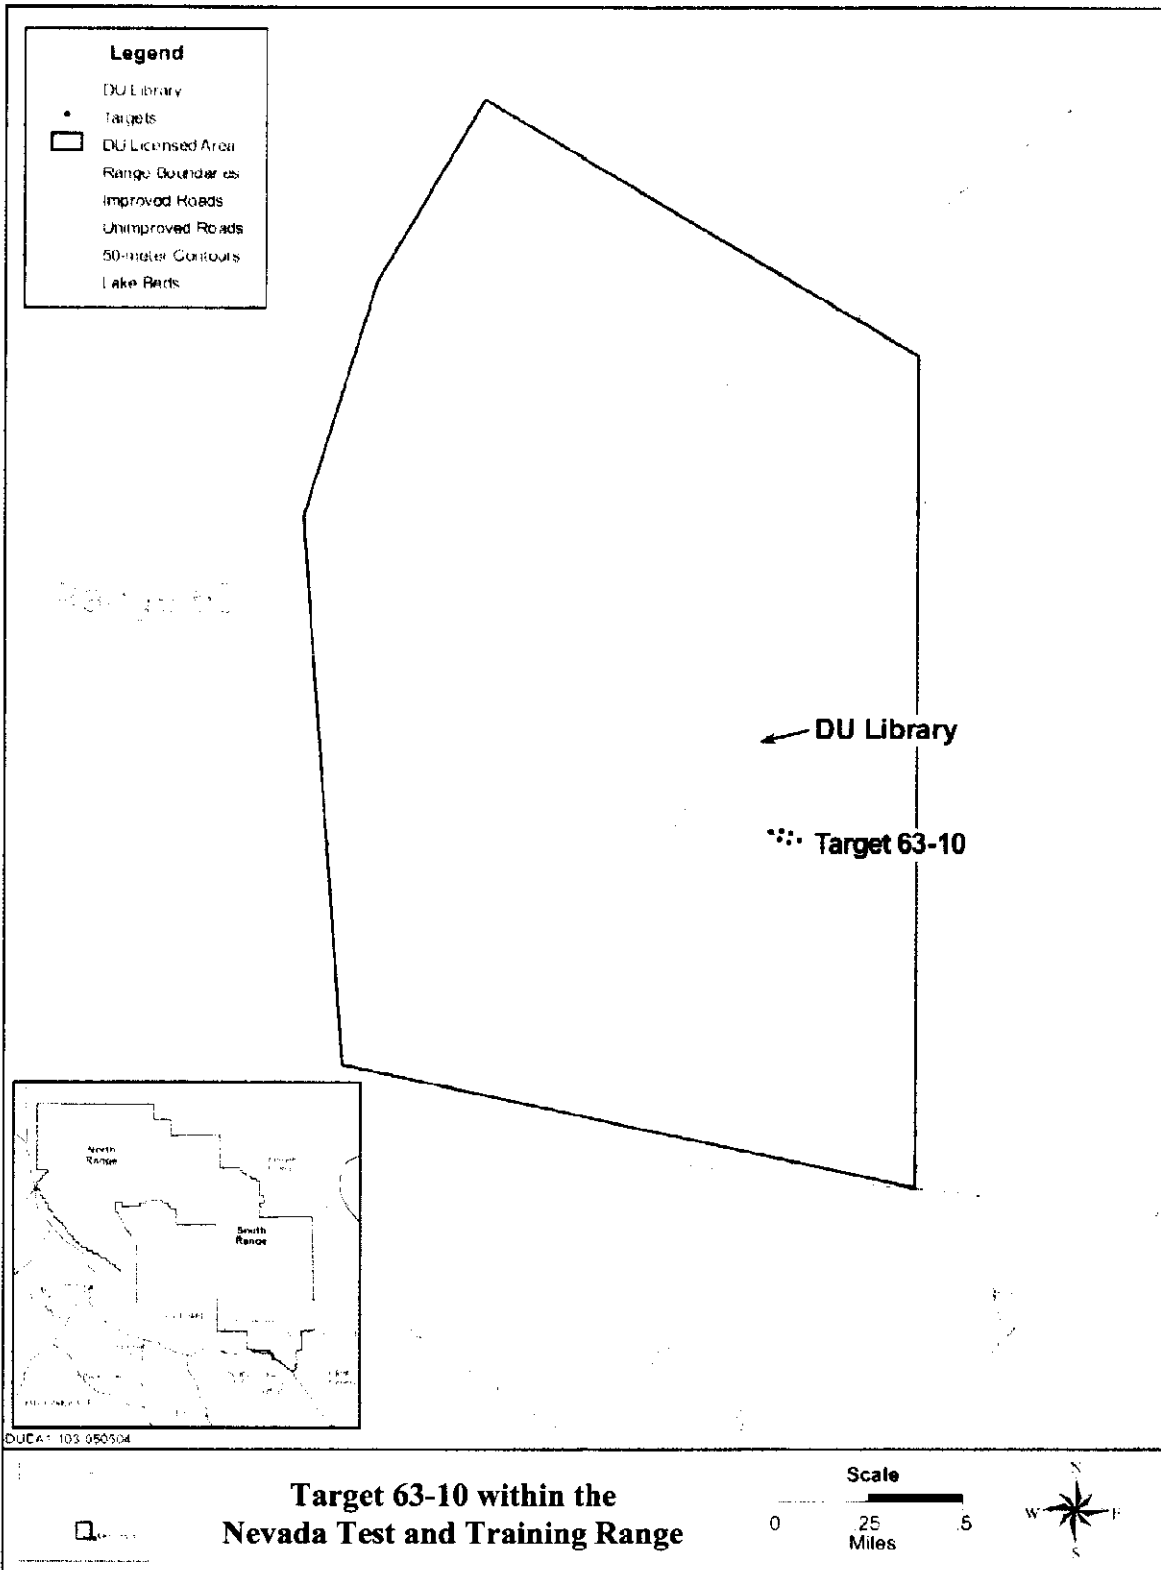 Legend
DU Library
Targets
DU Licensed Area
Range Boundaries
Improved Roads
Unimproved Roads
50-meter Contours
Lake Beds
DU Library
Target 63-10
North
Range
South
Range
Target 63-10 within the
Nevada Test and Training Range
Scale
0 .25 .5
Miles
N
W E
S